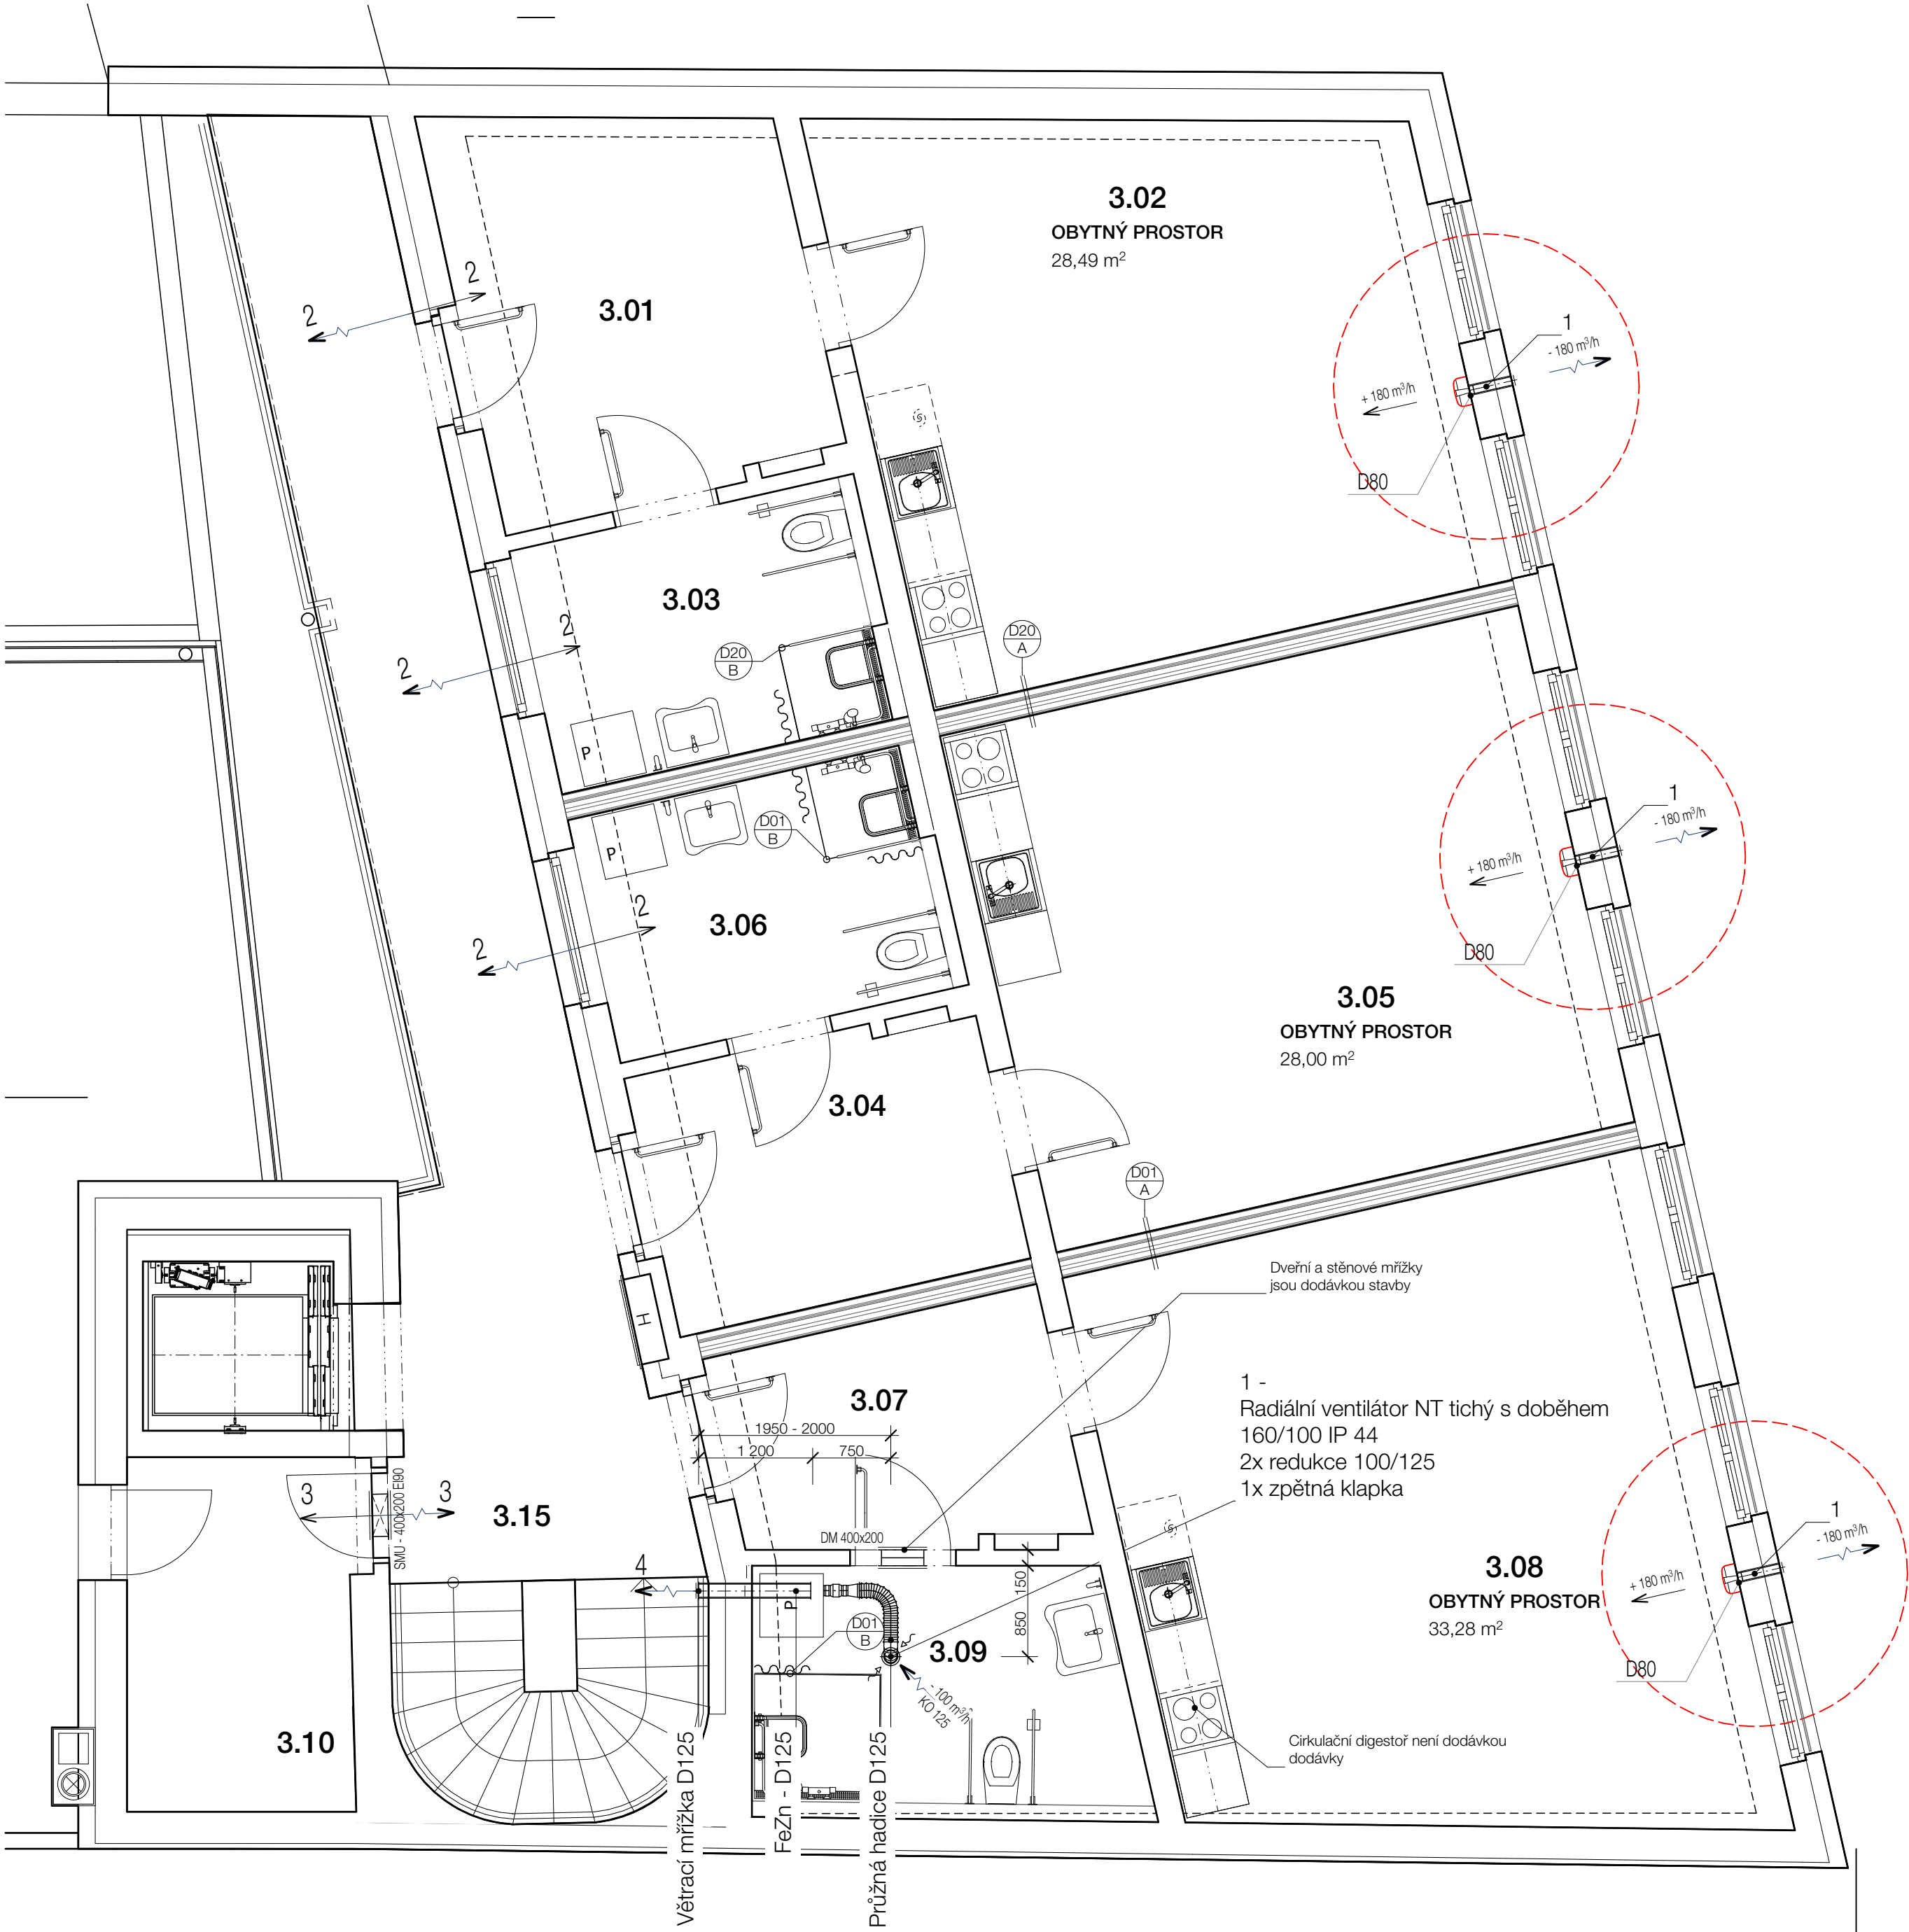 3.02
OBYTNÝ PROSTOR
28,49 m²
2
2
3.01
1
- 180 m³/h
+ 180 m³/h
D80
3.03
2
2
D20
B
D20
A
P
P
D01
B
1
- 180 m³/h
+ 180 m³/h
D80
3.06
2
2
3.05
OBYTNÝ PROSTOR
28,00 m²
3.04
D01
A
Dveřní a stěnové mřížky
jsou dodávkou stavby
H
3.07
1950 - 2000
1 200
750
1 -
Radiální ventilátor NT tichý s doběhem
160/100 IP 44
2x redukce 100/125
1x zpětná klapka
3
3
SMU - 400x200 EI90
3.15
DM 400x200
4
P
150
850
D01
B
3.09
- 100 m³/h
KO 125
3.08
OBYTNÝ PROSTOR
33,28 m²
1
- 180 m³/h
+ 180 m³/h
D80
3.10
Cirkulační digestoř není dodávkou
dodávky
Větrací mřížka D125
FeZn - D125
Průžná hadice D125